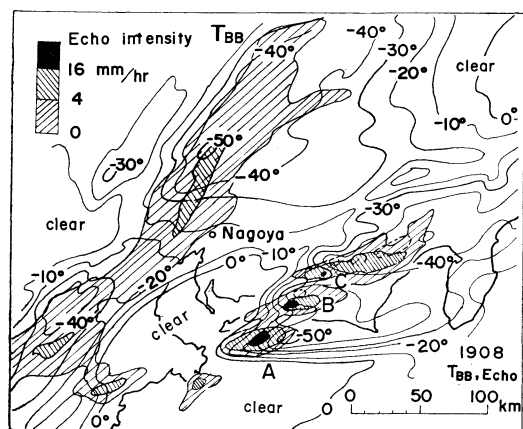 Echo intensity
16 mm/hr
4
0
T_BB
-40°
-40°
-30°
-20°
clear
0°
-10°
-50°
-30°
-40°
clear
Nagoya
-30°
-10°
0°
-20°
-40°
-10°
C
clear
B
-40°
-50°
-20°
A
1908
T_BB, Echo
0°
clear
0 50 100
km